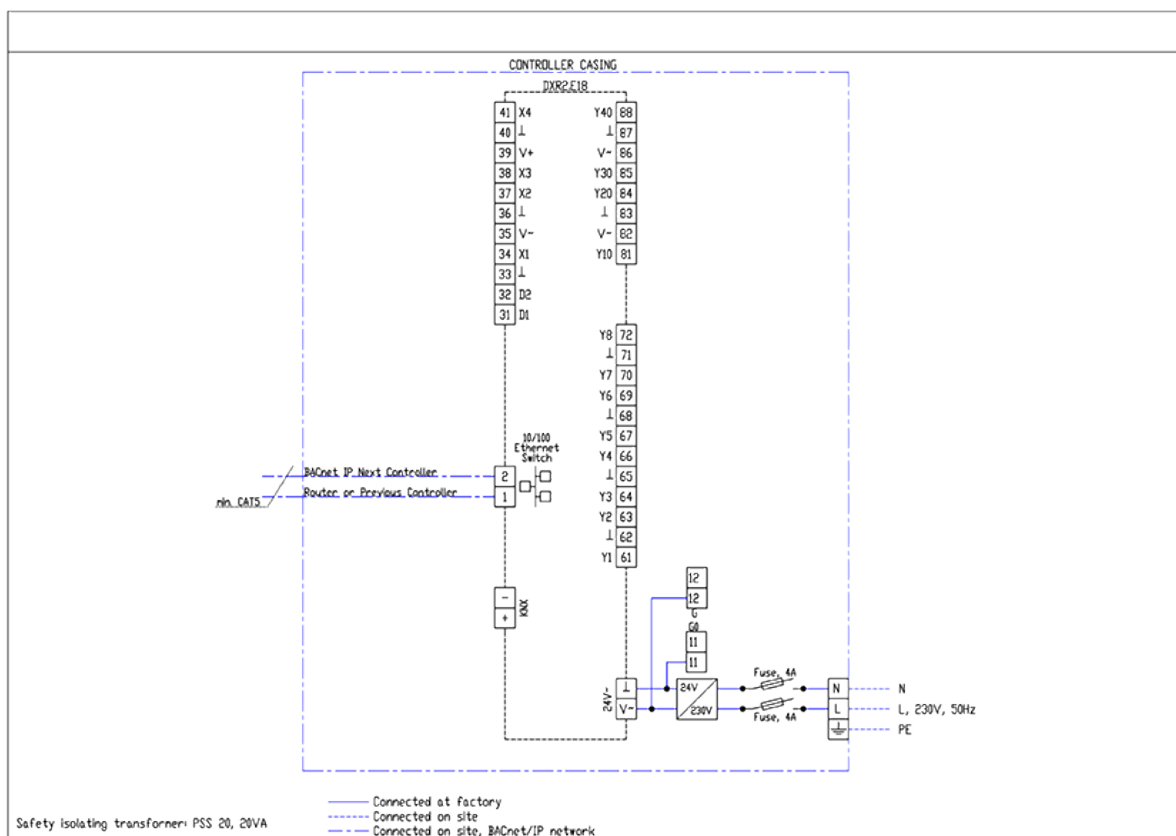 CONTROLLER CASING
DXR2.E18
41 X4 Y40 88
40 ⊥ ⊥ 87
39 V+ V~ 86
38 X3 Y30 85
37 X2 Y20 84
36 ⊥ ⊥ 83
35 V~ V~ 82
34 X1 Y10 81
33 ⊥
32 D2
31 D1
Y8 72
⊥ 71
Y7 70
Y6 69
⊥ 68
Y5 67
Y4 66
⊥ 65
Y3 64
Y2 63
⊥ 62
Y1 61
10/100
Ethernet
Switch
BACnet IP Next Controller 2
Router or Previous Controller 1
min. CAT5
-
+
KNX
12
12
G
G0
11
11
24V~
⊥
V~
24V
230V
Fuse, 4A
Fuse, 4A
N N
L L, 230V, 50Hz
PE
Connected at factory
Connected on site
Connected on site, BACnet/IP network
Safety isolating transformer: PSS 20, 20VA